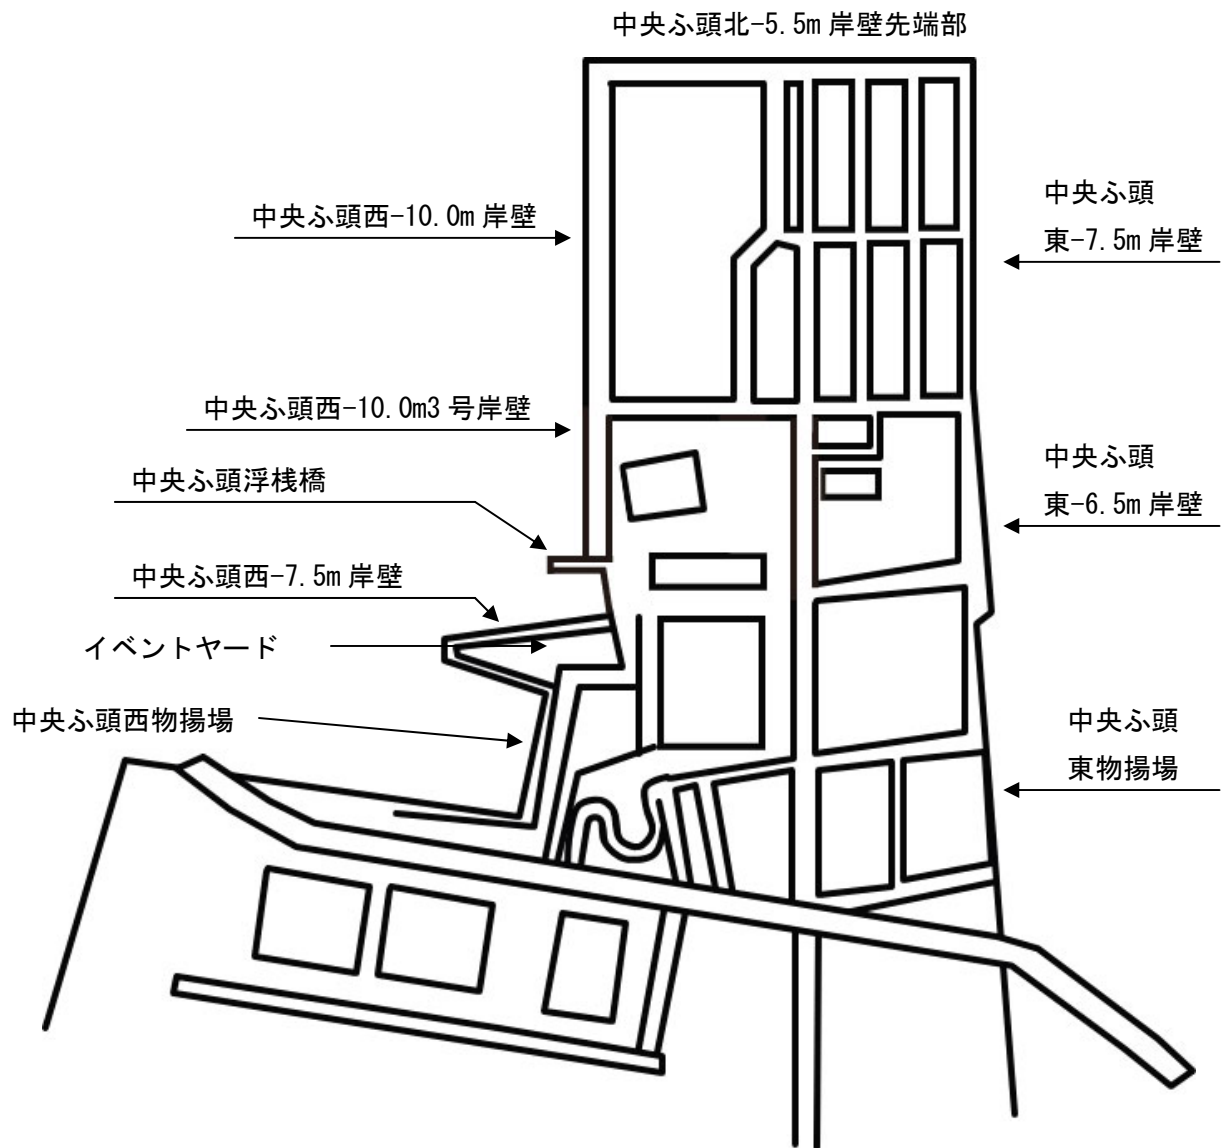 中央ふ頭北-5.5m 岸壁先端部
中央ふ頭西-10.0m 岸壁
中央ふ頭
東-7.5m 岸壁
中央ふ頭西-10.0m3 号岸壁
中央ふ頭浮桟橋
中央ふ頭
東-6.5m 岸壁
中央ふ頭西-7.5m 岸壁
イベントヤード
中央ふ頭西物揚場
中央ふ頭
東物揚場